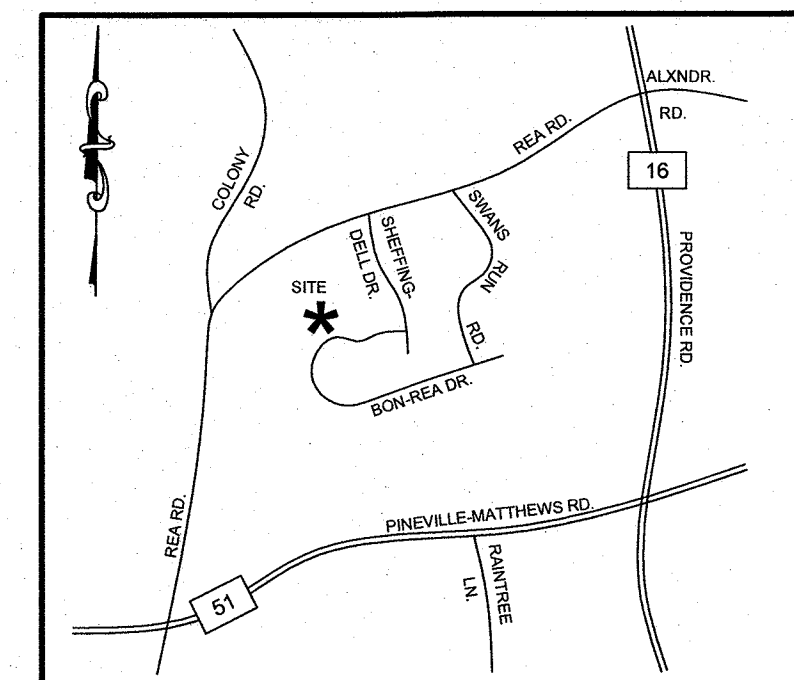 ALXNDR.
RD.
REA RD.
16
COLONY
RD.
SWANS
RUN
RD.
SHEFFING-
DELL DR.
PROVIDENCE RD.
SITE
BON-REA DR.
PINEVILLE-MATTHEWS RD.
REA RD.
RAINTREE
LN.
51